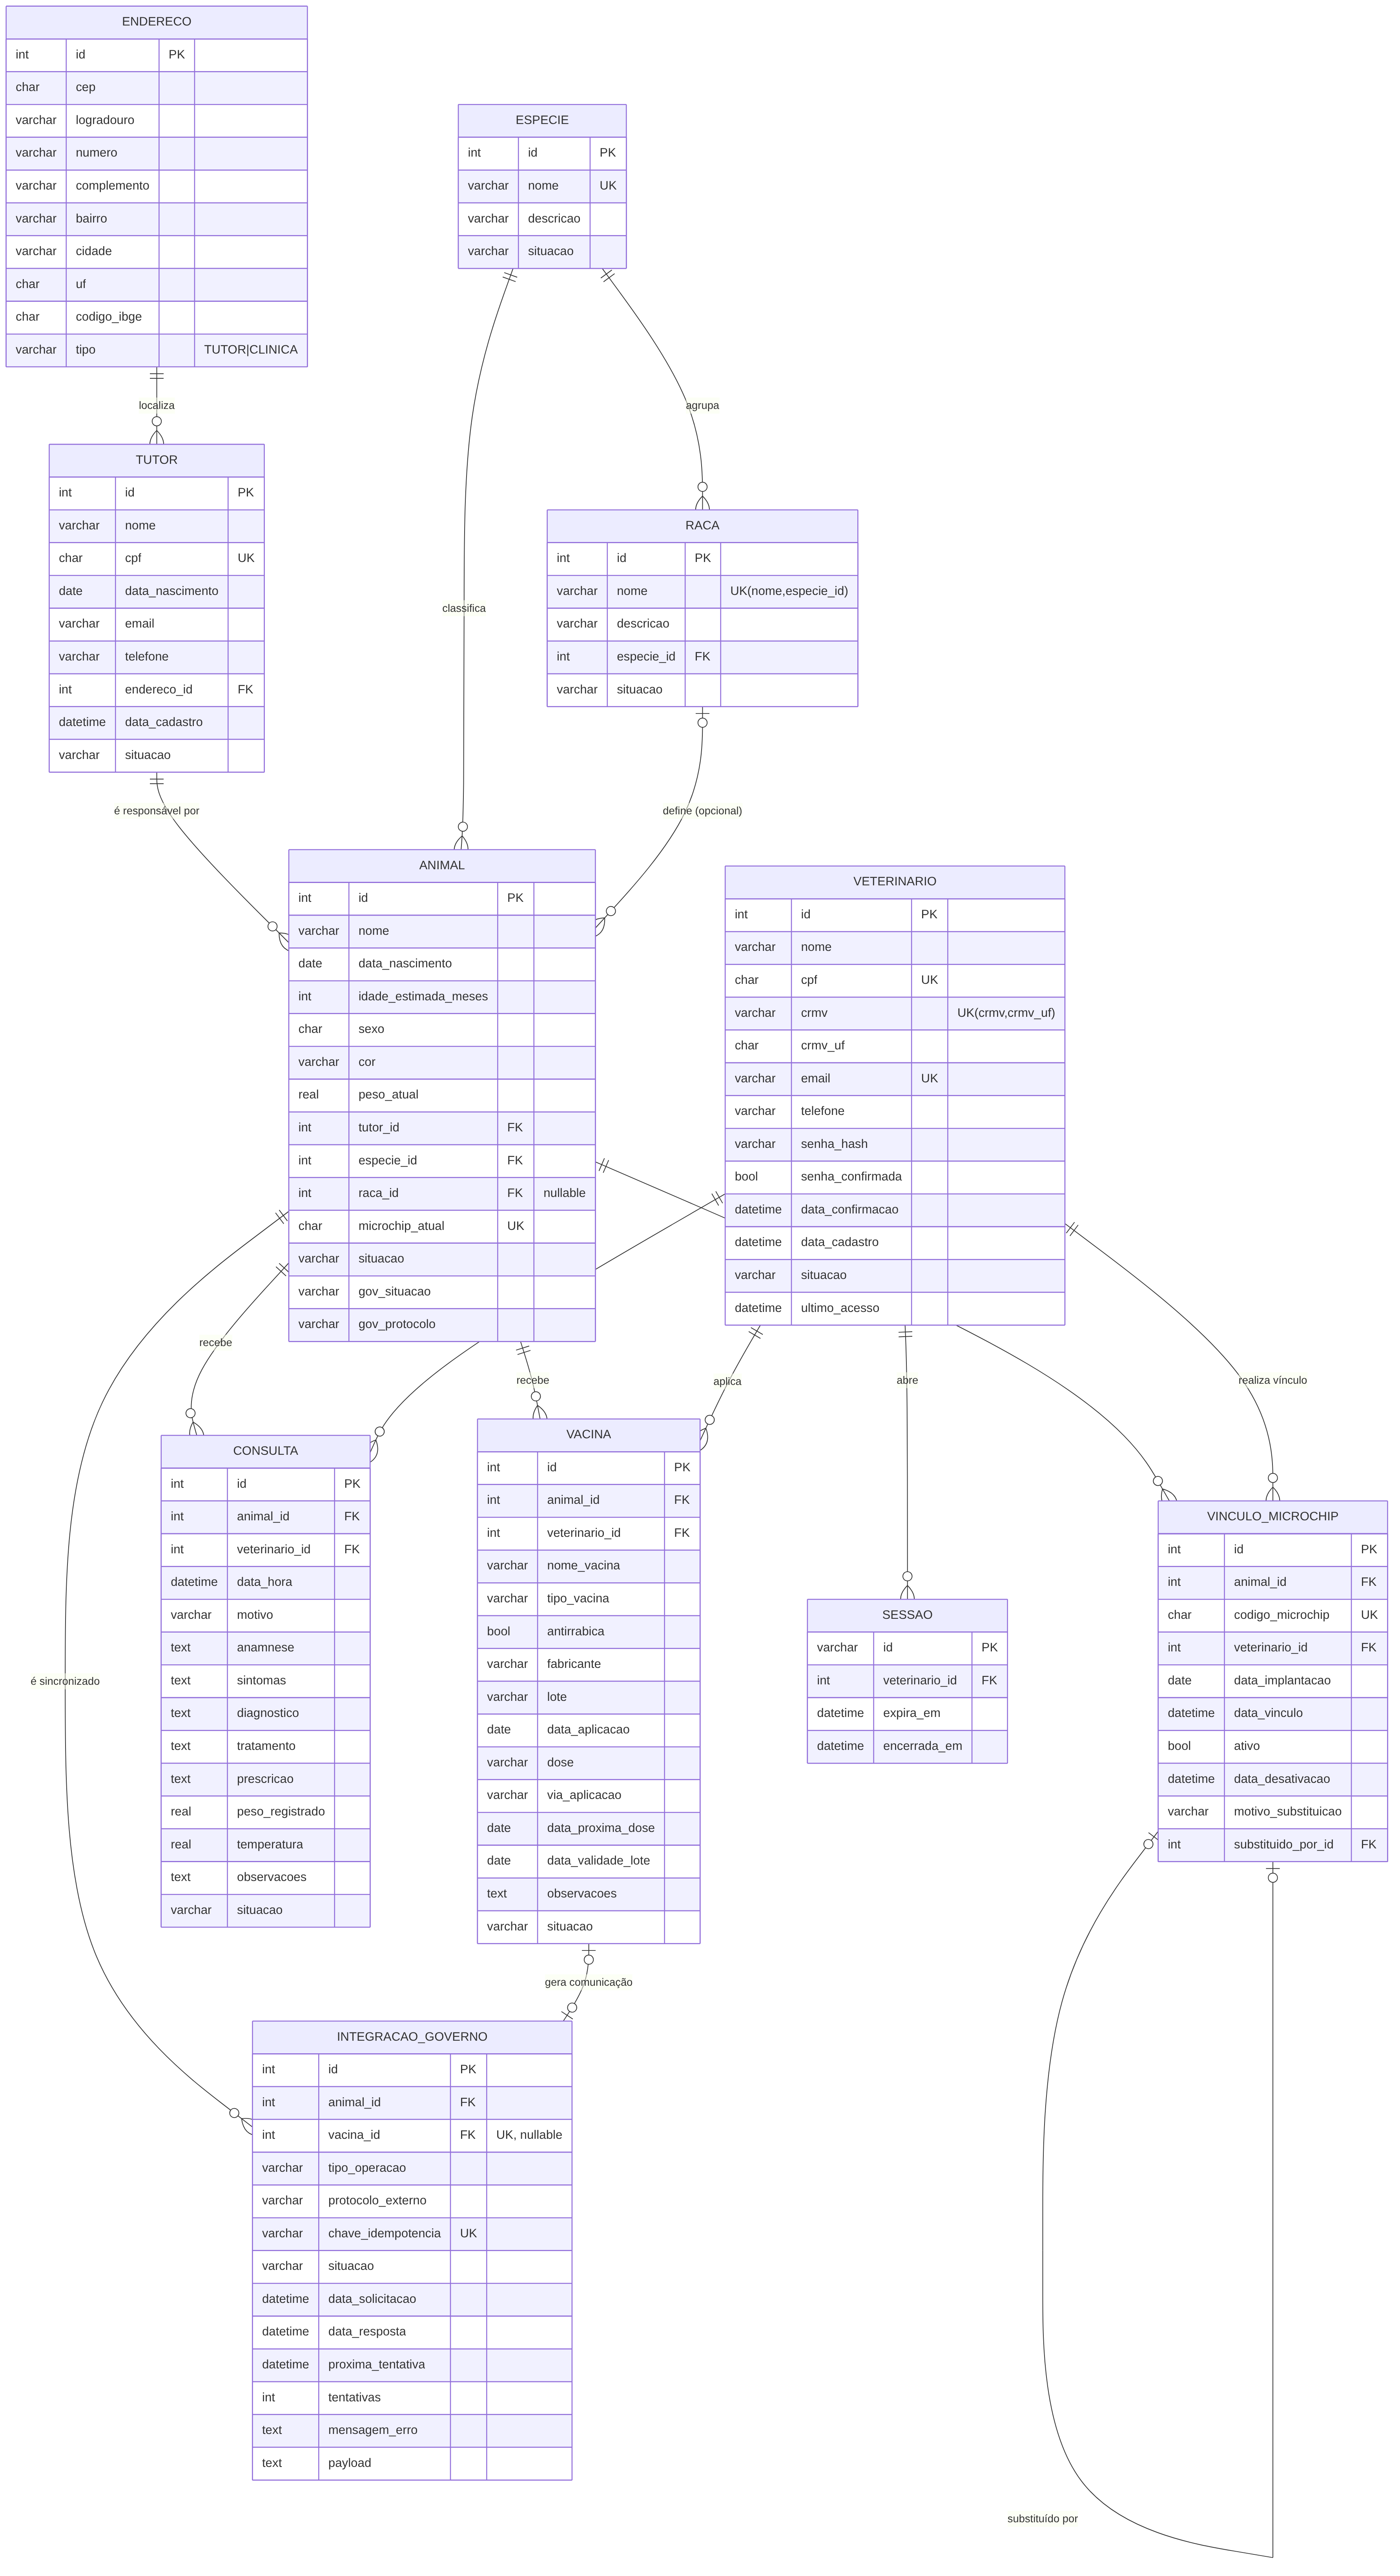 ENDERECO
int id PK
char cep
varchar logradouro
varchar numero
varchar complemento
varchar bairro
varchar cidade
char uf
char codigo_ibge
varchar tipo TUTOR|CLINICA
ESPECIE
int id PK
varchar nome UK
varchar descricao
varchar situacao
localiza
agrupa
TUTOR
int id PK
varchar nome
char cpf UK
date data_nascimento
varchar email
varchar telefone
int endereco_id FK
datetime data_cadastro
varchar situacao
classifica
RACA
int id PK
varchar nome UK(nome,especie_id)
varchar descricao
int especie_id FK
varchar situacao
é responsável por
define (opcional)
ANIMAL
int id PK
varchar nome
date data_nascimento
int idade_estimada_meses
char sexo
varchar cor
real peso_atual
int tutor_id FK
int especie_id FK
int raca_id FK nullable
char microchip_atual UK
varchar situacao
varchar gov_situacao
varchar gov_protocolo
VETERINARIO
int id PK
varchar nome
char cpf UK
varchar crmv UK(crmv,crmv_uf)
char crmv_uf
varchar email UK
varchar telefone
varchar senha_hash
bool senha_confirmada
datetime data_confirmacao
datetime data_cadastro
varchar situacao
datetime ultimo_acesso
recebe
recebe
aplica
abre
realiza vínculo
CONSULTA
int id PK
int animal_id FK
int veterinario_id FK
datetime data_hora
varchar motivo
text anamnese
text sintomas
text diagnostico
text tratamento
text prescricao
real peso_registrado
real temperatura
text observacoes
varchar situacao
VACINA
int id PK
int animal_id FK
int veterinario_id FK
varchar nome_vacina
varchar tipo_vacina
bool antirrabica
varchar fabricante
varchar lote
date data_aplicacao
varchar dose
varchar via_aplicacao
date data_proxima_dose
date data_validade_lote
text observacoes
varchar situacao
SESSAO
varchar id PK
int veterinario_id FK
datetime expira_em
datetime encerrada_em
VINCULO_MICROCHIP
int id PK
int animal_id FK
char codigo_microchip UK
int veterinario_id FK
date data_implantacao
datetime data_vinculo
bool ativo
datetime data_desativacao
varchar motivo_substituicao
int substituido_por_id FK
é sincronizado
gera comunicação
INTEGRACAO_GOVERNO
int id PK
int animal_id FK
int vacina_id FK UK, nullable
varchar tipo_operacao
varchar protocolo_externo
varchar chave_idempotencia UK
varchar situacao
datetime data_solicitacao
datetime data_resposta
datetime proxima_tentativa
int tentativas
text mensagem_erro
text payload
substituído por